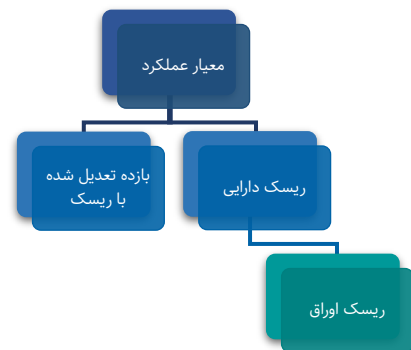 معیار عملکرد
ریسک دارایی
بازده تعدیل شده
با ریسک
ریسک اوراق